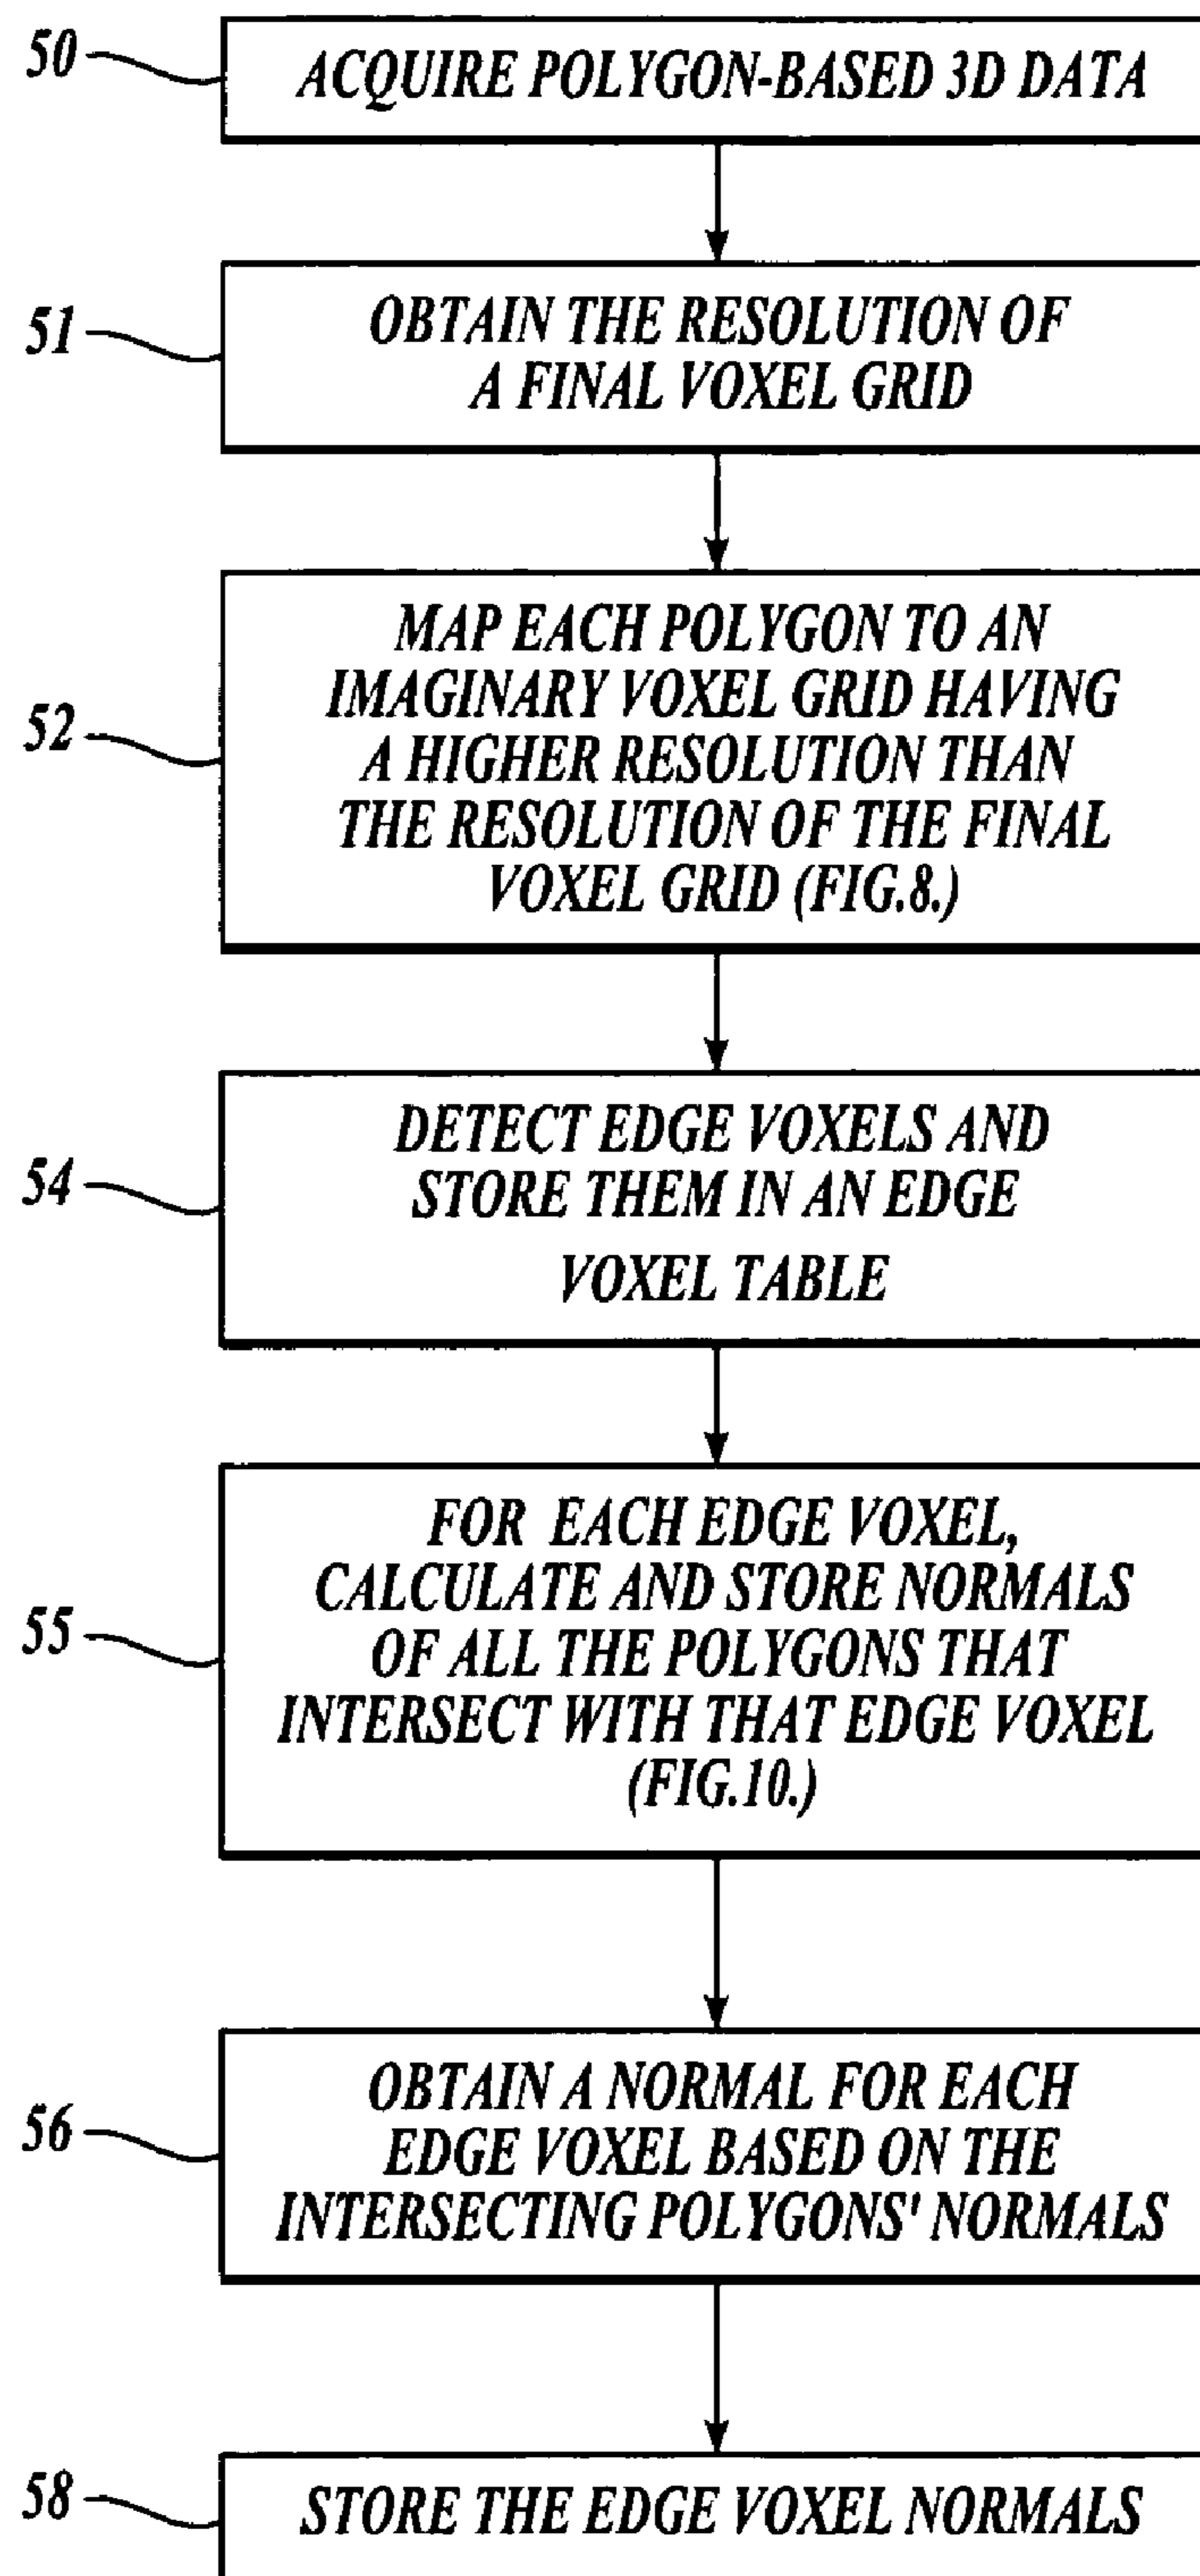 50
ACQUIRE POLYGON-BASED 3D DATA
51
OBTAIN THE RESOLUTION OF
A FINAL VOXEL GRID
52
MAP EACH POLYGON TO AN
IMAGINARY VOXEL GRID HAVING
A HIGHER RESOLUTION THAN
THE RESOLUTION OF THE FINAL
VOXEL GRID (FIG.8.)
54
DETECT EDGE VOXELS AND
STORE THEM IN AN EDGE
VOXEL TABLE
55
FOR EACH EDGE VOXEL,
CALCULATE AND STORE NORMALS
OF ALL THE POLYGONS THAT
INTERSECT WITH THAT EDGE VOXEL
(FIG.10.)
56
OBTAIN A NORMAL FOR EACH
EDGE VOXEL BASED ON THE
INTERSECTING POLYGONS' NORMALS
58
STORE THE EDGE VOXEL NORMALS